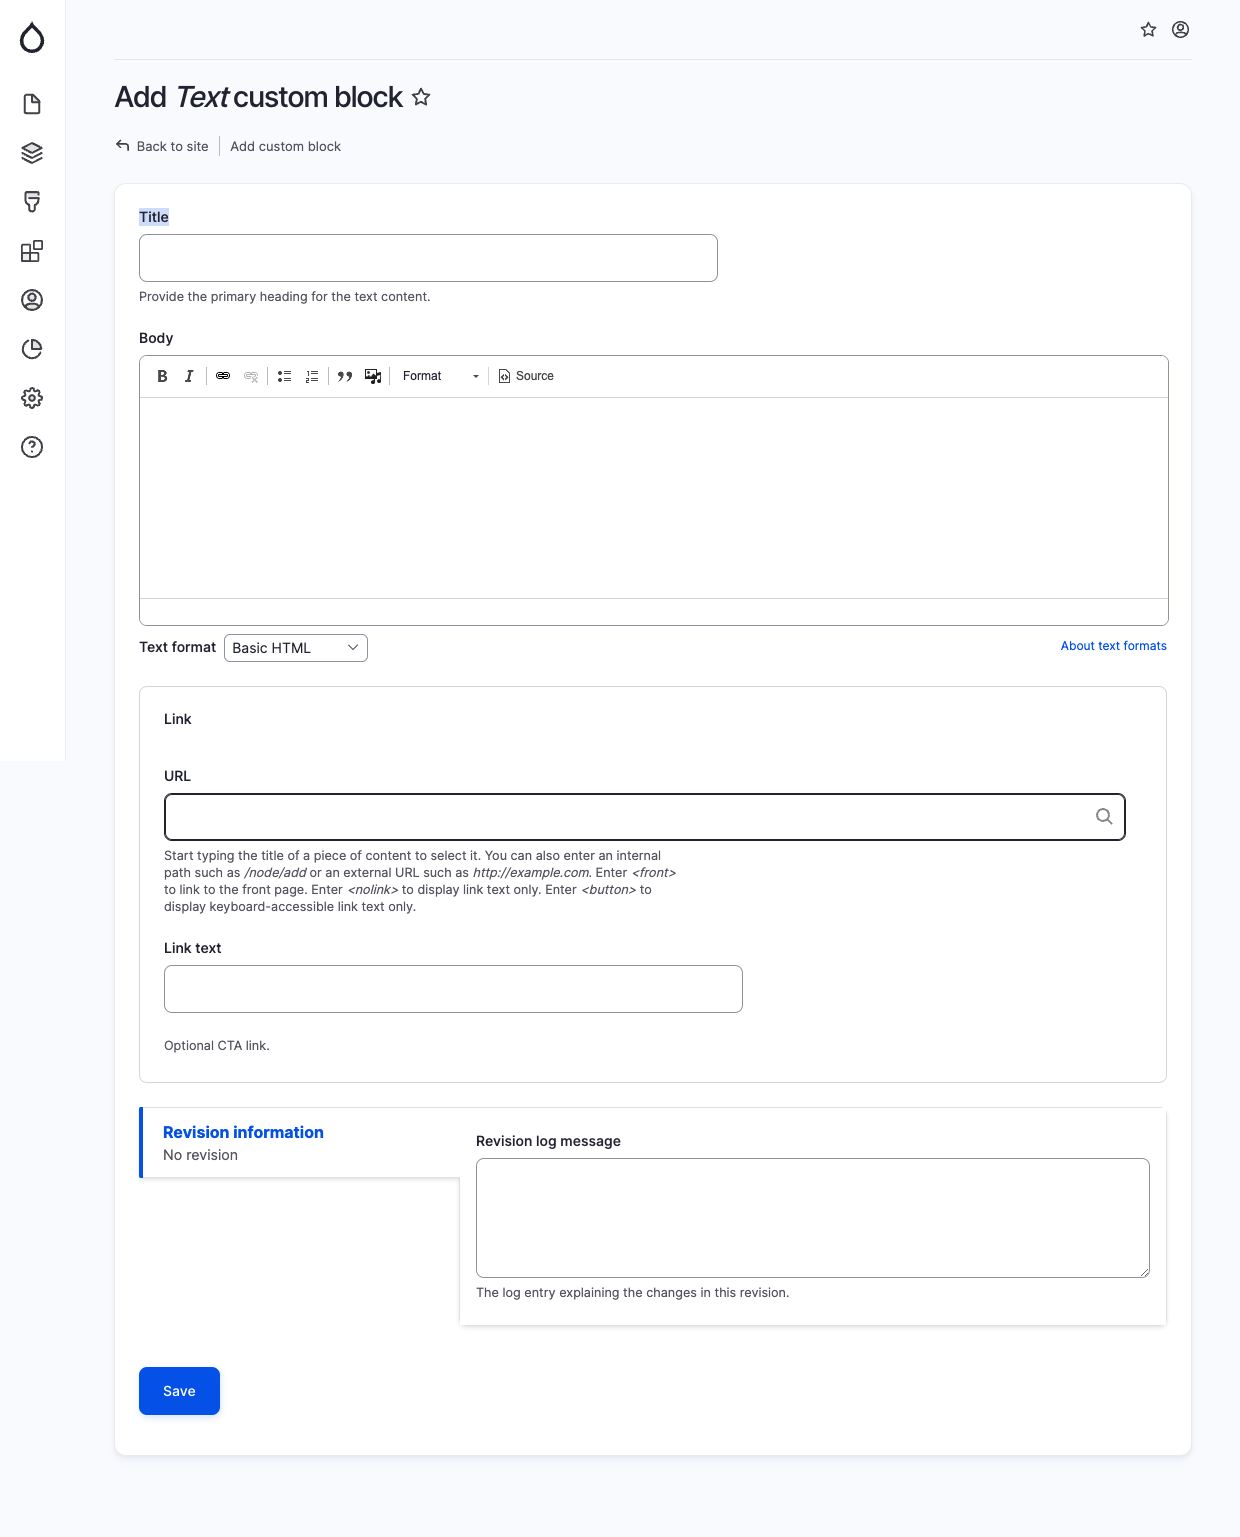 Add Text custom block
Back to site
Add custom block
Title
Provide the primary heading for the text content.
Body
B I Format Source
Text format Basic HTML About text formats
Link
URL
Start typing the title of a piece of content to select it. You can also enter an internal
path such as /node/add or an external URL such as http://example.com. Enter <front>
to link to the front page. Enter <nolink> to display link text only. Enter <button> to
display keyboard-accessible link text only.
Link text
Optional CTA link.
Revision information
No revision
Revision log message
The log entry explaining the changes in this revision.
Save